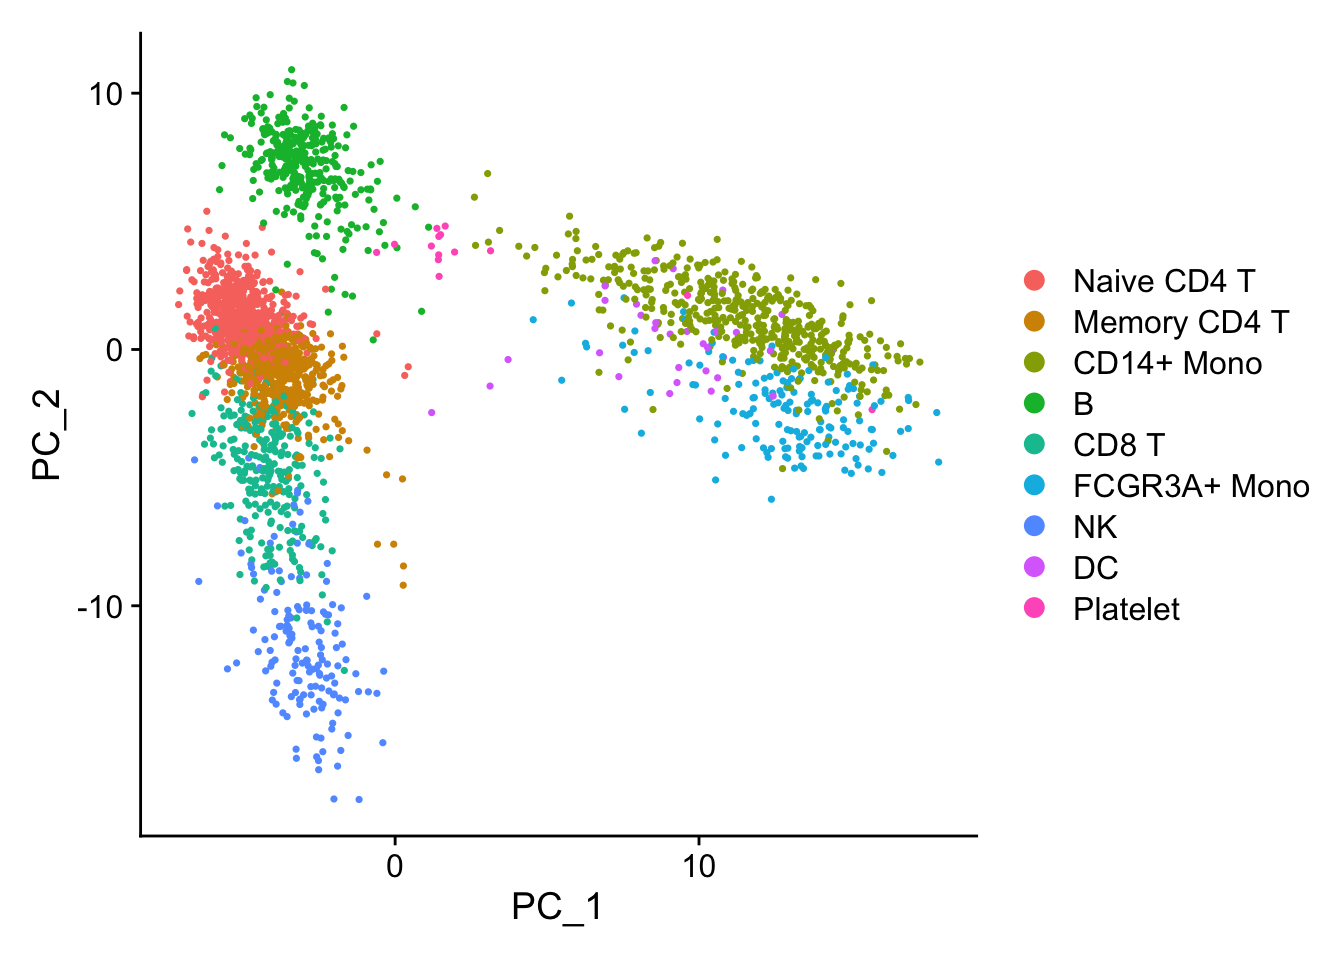 10
0
-10
PC_2
0
10
PC_1
Naive CD4 T
Memory CD4 T
CD14+ Mono
B
CD8 T
FCGR3A+ Mono
NK
DC
Platelet